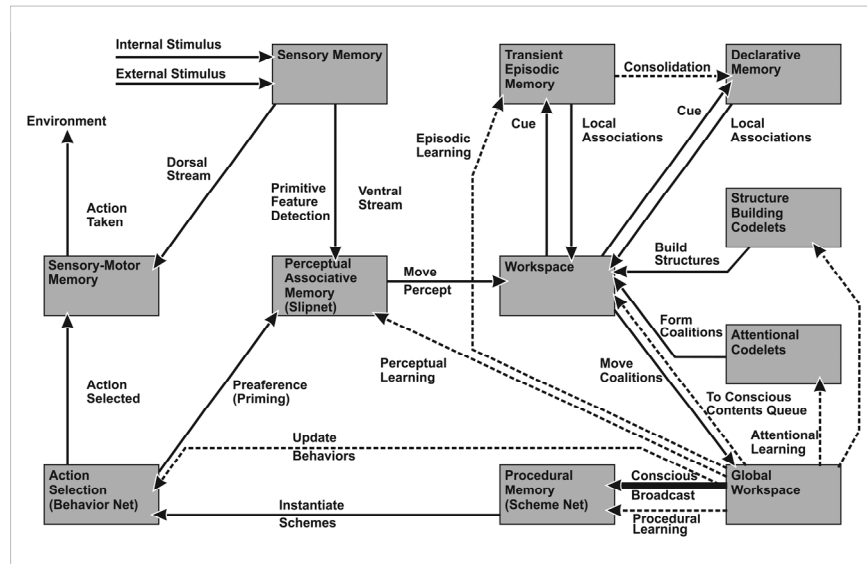 Internal Stimulus
External Stimulus
Sensory Memory
Transient
Episodic
Memory
Consolidation
Declarative
Memory
Environment
Dorsal
Stream
Primitive
Feature
Detection
Ventral
Stream
Episodic
Learning
Cue
Local
Associations
Cue
Local
Associations
Action
Taken
Structure
Building
Codelets
Sensory-Motor
Memory
Perceptual
Associative
Memory
(Slipnet)
Move
Percept
Workspace
Build
Structures
Form
Coalitions
Attentional
Codelets
Action
Selected
Preafference
(Priming)
Perceptual
Learning
Move
Coalitions
To Conscious
Contents Queue
Attentional
Learning
Update
Behaviors
Action
Selection
(Behavior Net)
Instantiate
Schemes
Procedural
Memory
(Scheme Net)
Conscious
Broadcast
Procedural
Learning
Global
Workspace